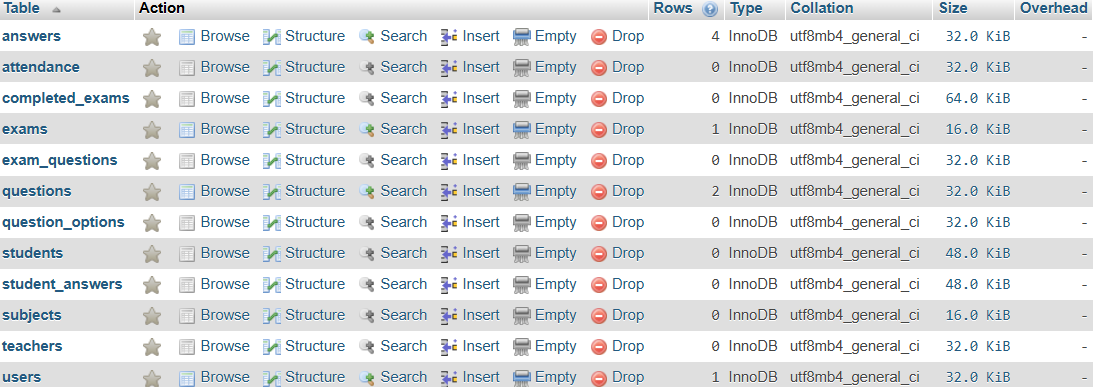 Table Action Rows Type Collation Size Overhead
answers Browse Structure Search Insert Empty Drop 4 InnoDB utf8mb4_general_ci 32.0 KiB -
attendance Browse Structure Search Insert Empty Drop 0 InnoDB utf8mb4_general_ci 32.0 KiB -
completed_exams Browse Structure Search Insert Empty Drop 0 InnoDB utf8mb4_general_ci 64.0 KiB -
exams Browse Structure Search Insert Empty Drop 1 InnoDB utf8mb4_general_ci 16.0 KiB -
exam_questions Browse Structure Search Insert Empty Drop 0 InnoDB utf8mb4_general_ci 32.0 KiB -
questions Browse Structure Search Insert Empty Drop 2 InnoDB utf8mb4_general_ci 32.0 KiB -
question_options Browse Structure Search Insert Empty Drop 0 InnoDB utf8mb4_general_ci 32.0 KiB -
students Browse Structure Search Insert Empty Drop 0 InnoDB utf8mb4_general_ci 48.0 KiB -
student_answers Browse Structure Search Insert Empty Drop 0 InnoDB utf8mb4_general_ci 48.0 KiB -
subjects Browse Structure Search Insert Empty Drop 0 InnoDB utf8mb4_general_ci 16.0 KiB -
teachers Browse Structure Search Insert Empty Drop 0 InnoDB utf8mb4_general_ci 32.0 KiB -
users Browse Structure Search Insert Empty Drop 1 InnoDB utf8mb4_general_ci 32.0 KiB -